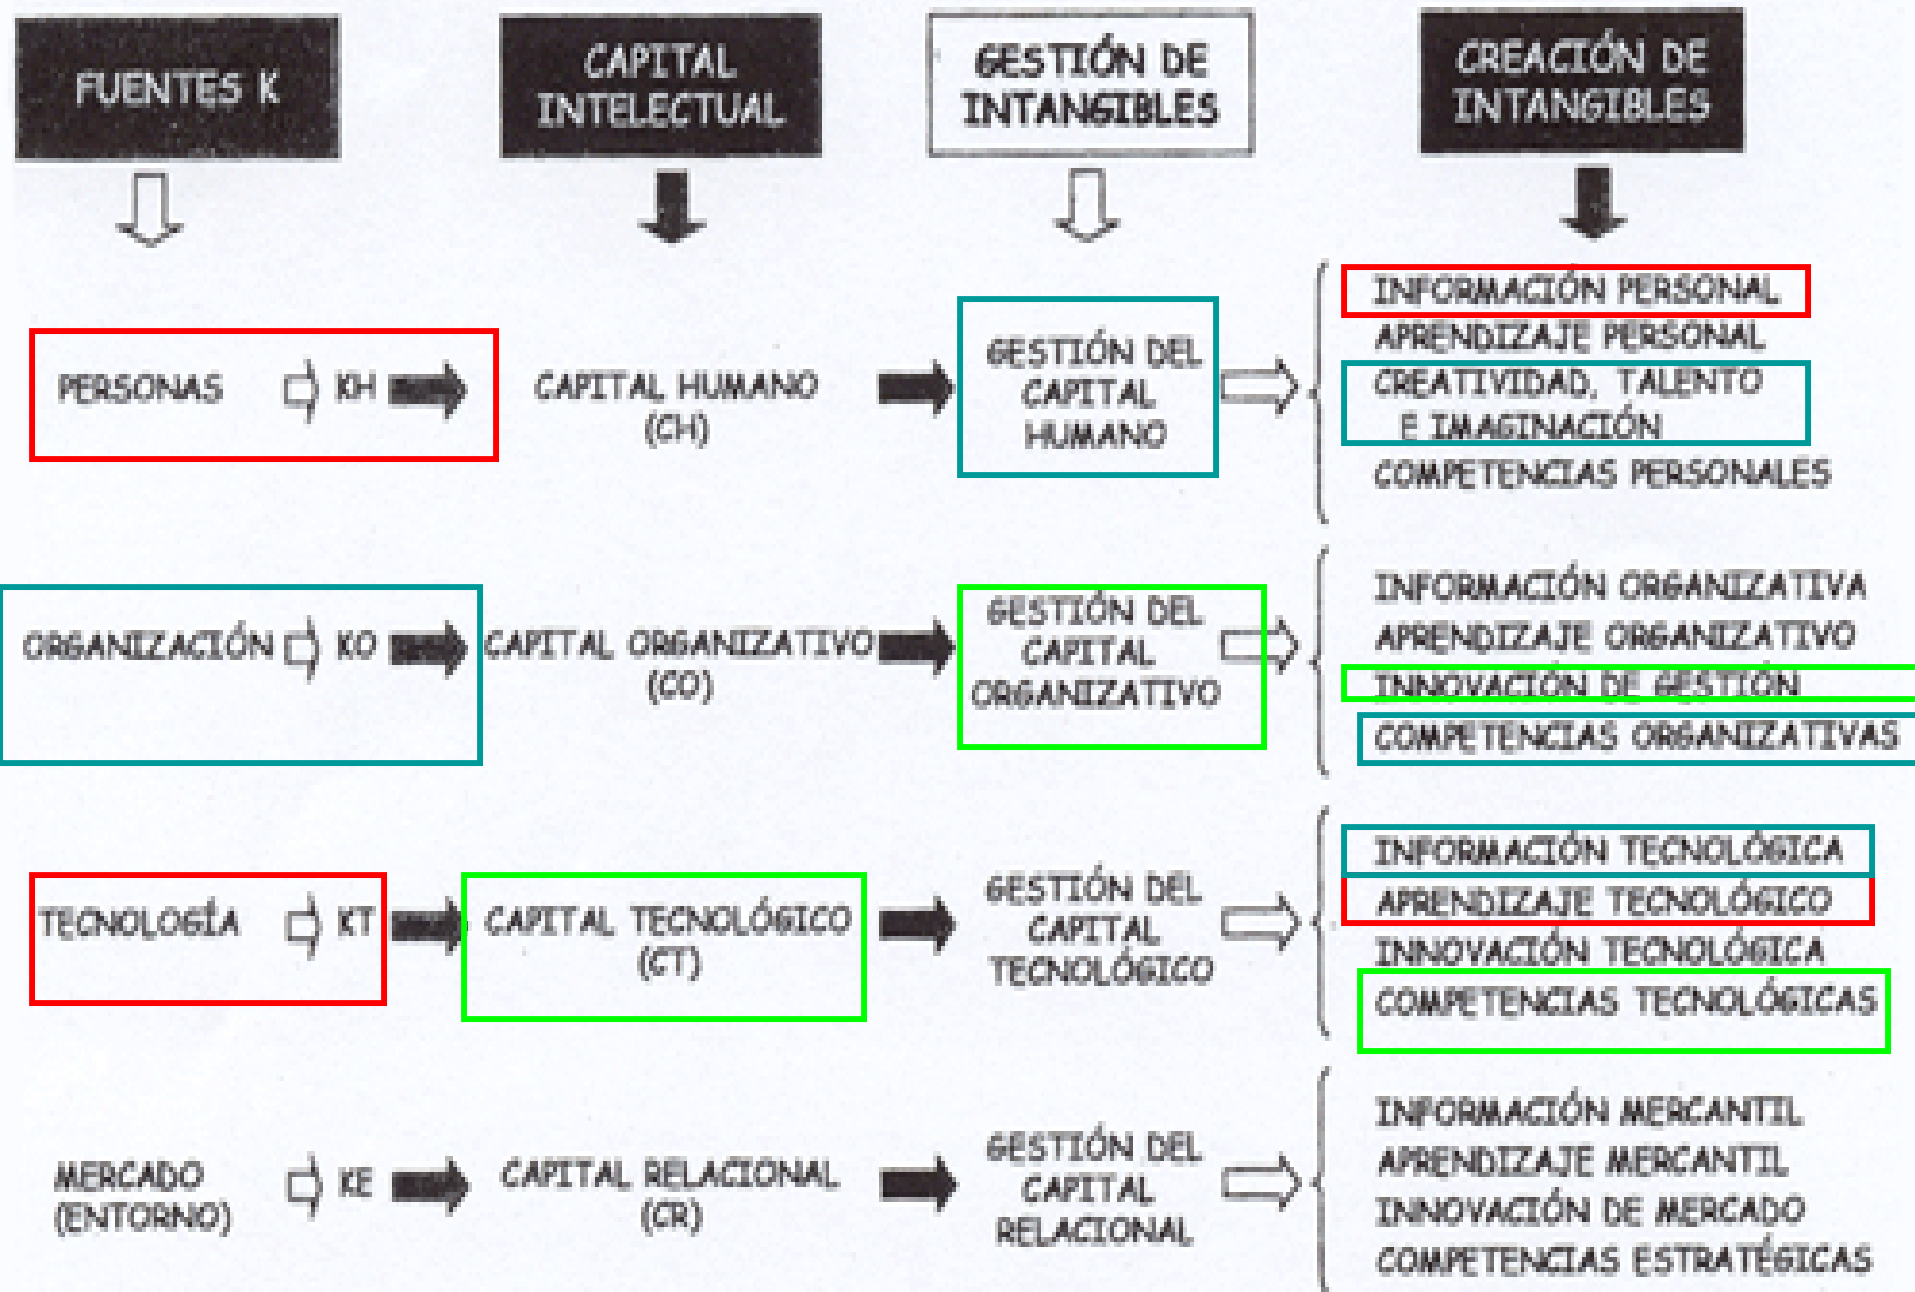 FUENTES K
CAPITAL
INTELECTUAL
GESTIÓN DE
INTANGIBLES
CREACIÓN DE
INTANGIBLES
PERSONAS
KH
CAPITAL HUMANO
(CH)
GESTIÓN DEL
CAPITAL
HUMANO
INFORMACIÓN PERSONAL
APRENDIZAJE PERSONAL
CREATIVIDAD, TALENTO
E IMAGINACIÓN
COMPETENCIAS PERSONALES
ORGANIZACIÓN
KO
CAPITAL ORGANIZATIVO
(CO)
GESTIÓN DEL
CAPITAL
ORGANIZATIVO
INFORMACIÓN ORGANIZATIVA
APRENDIZAJE ORGANIZATIVO
INNOVACIÓN DE GESTIÓN
COMPETENCIAS ORGANIZATIVAS
TECNOLOGÍA
KT
CAPITAL TECNOLÓGICO
(CT)
GESTIÓN DEL
CAPITAL
TECNOLÓGICO
INFORMACIÓN TECNOLÓGICA
APRENDIZAJE TECNOLÓGICO
INNOVACIÓN TECNOLÓGICA
COMPETENCIAS TECNOLÓGICAS
MERCADO
(ENTORNO)
KE
CAPITAL RELACIONAL
(CR)
GESTIÓN DEL
CAPITAL
RELACIONAL
INFORMACIÓN MERCANTIL
APRENDIZAJE MERCANTIL
INNOVACIÓN DE MERCADO
COMPETENCIAS ESTRATÉGICAS